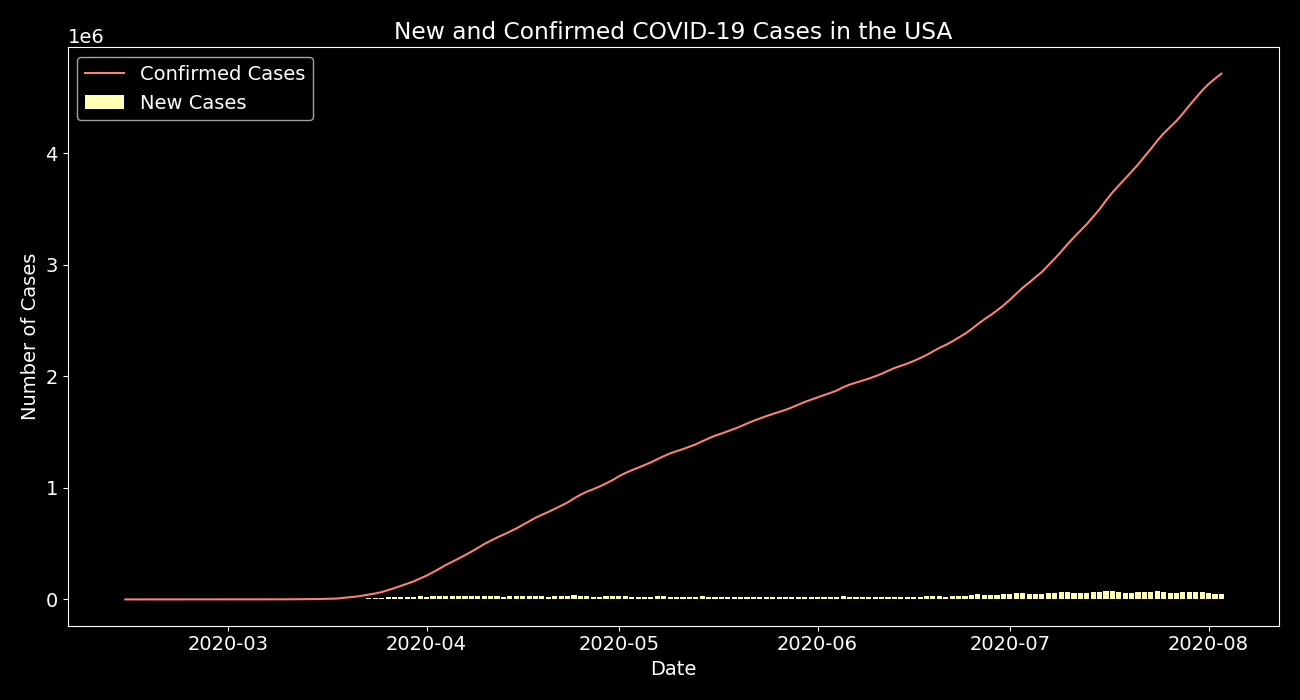 New and Confirmed COVID-19 Cases in the USA
1e6
Confirmed Cases
New Cases
4
3
2
1
0
Number of Cases
2020-03
2020-04
2020-05
2020-06
2020-07
2020-08
Date